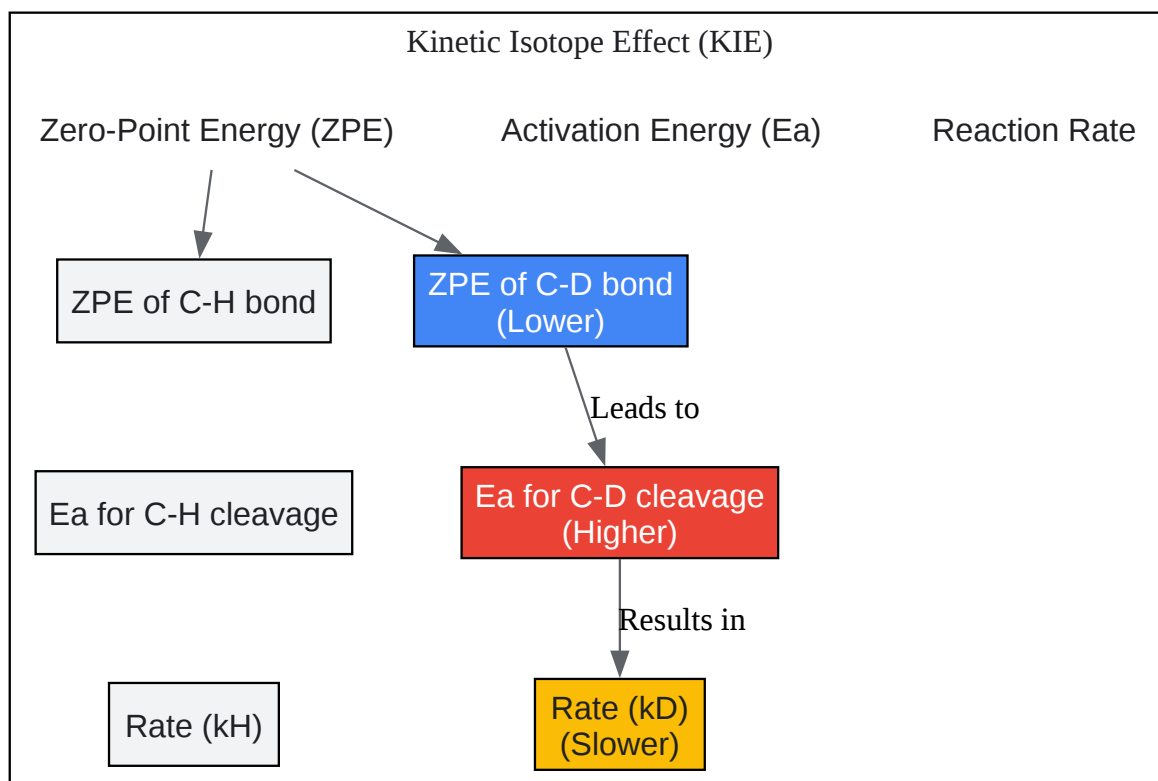 Kinetic Isotope Effect (KIE)
Zero-Point Energy (ZPE)
Activation Energy (Ea)
Reaction Rate
ZPE of C-H bond
ZPE of C-D bond
(Lower)
Leads to
Ea for C-H cleavage
Ea for C-D cleavage
(Higher)
Results in
Rate (kH)
Rate (kD)
(Slower)